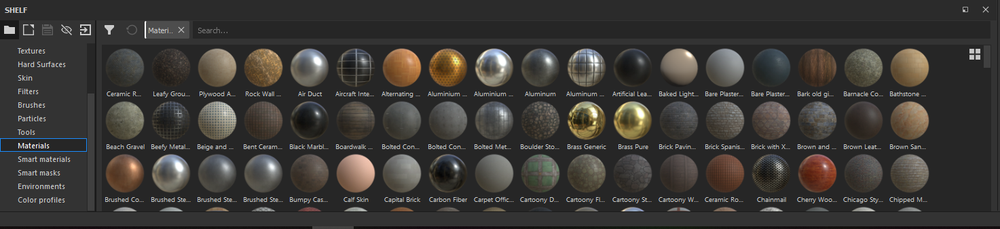 SHELF
Materi..
Search...
Textures
Hard Surfaces
Skin
Filters
Brushes
Particles
Tools
Materials
Smart materials
Smart masks
Environments
Color profiles
Ceramic R... Leafy Grou... Plywood A... Rock Wall ... Air Duct Aircraft Inte... Alternating ... Aluminium ... Aluminium ... Aluminum Aluminum ... Artificial Lea... Baked Light... Bare Plaster... Bare Plaster... Bark old gi... Barnacle Co... Bathstone ...
Beach Gravel Beefy Metal... Beige and ... Bent Ceram... Black Marbl... Boardwalk ... Bolted Con... Bolted Con... Bolted Met... Boulder Sto... Brass Generic Brass Pure Brick Pavin... Brick Spanis... Brick with X... Brown and ... Brown Leat... Brown San...
Brushed Co... Brushed Ste... Brushed Ste... Brushed Ste... Bumpy Cas... Calf Skin Capital Brick Carbon Fiber Carpet Offic... Cartoony D... Cartoony Fl... Cartoony St... Cartoony W... Ceramic Ro... Chainmail Cherry Woo... Chicago Sty... Chipped M...